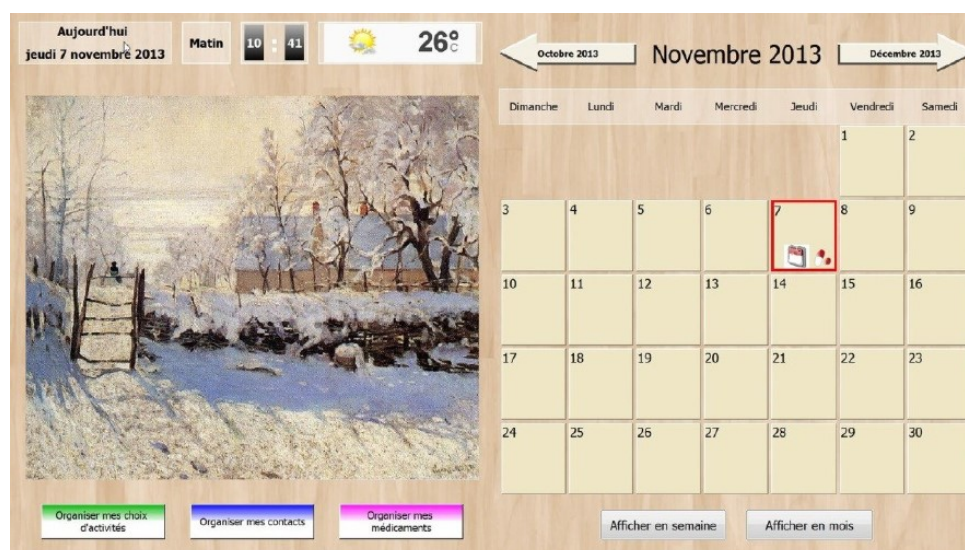 Aujourd'hui
jeudi 7 novembre 2013
Matin
10 : 41
26°C
Octobre 2013
Novembre 2013
Décembre 2013
Dimanche Lundi Mardi Mercredi Jeudi Vendredi Samedi
1 2
3 4 5 6 7 8 9
10 11 12 13 14 15 16
17 18 19 20 21 22 23
24 25 26 27 28 29 30
Organiser mes choix
d'activités
Organiser mes contacts
Organiser mes
médicaments
Afficher en semaine
Afficher en mois